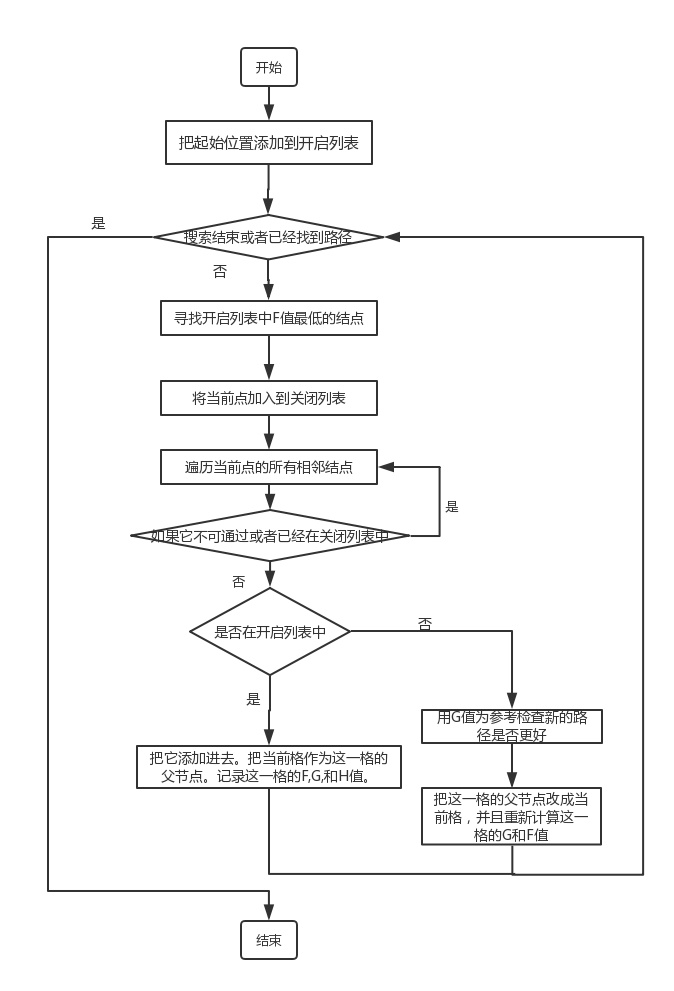 开始
把起始位置添加到开启列表
是
搜索结束或者已经找到路径
否
寻找开启列表中F值最低的结点
将当前点加入到关闭列表
遍历当前点的所有相邻结点
是
如果它不可通过或者已经在关闭列表中
否
是否在开启列表中
否
是
用G值为参考检查新的路
径是否更好
把它添加进去。把当前格作为这一格的
父节点。记录这一格的F,G,和H值。
把这一格的父节点改成当
前格，并且重新计算这一
格的G和F值
结束